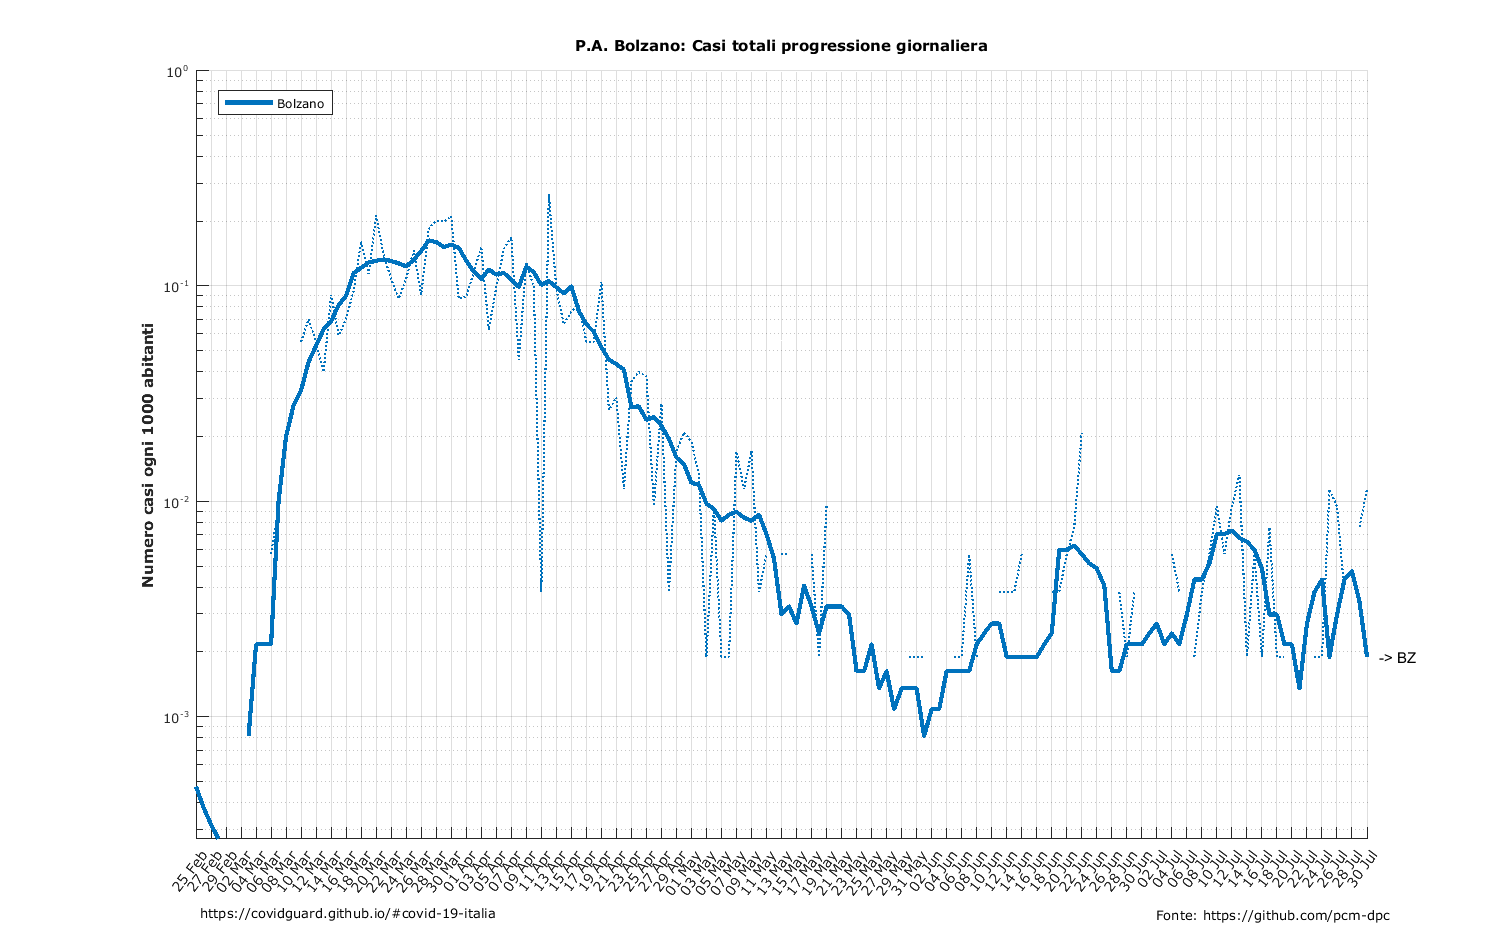 P.A. Bolzano: Casi totali progressione giornaliera
Numero casi ogni 1000 abitanti
10⁰
10⁻¹
10⁻²
10⁻³
Bolzano
-> BZ
25 Feb
27 Feb
29 Feb
02 Mar
04 Mar
06 Mar
08 Mar
10 Mar
12 Mar
14 Mar
16 Mar
18 Mar
20 Mar
22 Mar
24 Mar
26 Mar
28 Mar
30 Mar
01 Apr
03 Apr
05 Apr
07 Apr
09 Apr
11 Apr
13 Apr
15 Apr
17 Apr
19 Apr
21 Apr
23 Apr
25 Apr
27 Apr
29 Apr
01 May
03 May
05 May
07 May
09 May
11 May
13 May
15 May
17 May
19 May
21 May
23 May
25 May
27 May
29 May
31 May
02 Jun
04 Jun
06 Jun
08 Jun
10 Jun
12 Jun
14 Jun
16 Jun
18 Jun
20 Jun
22 Jun
24 Jun
26 Jun
28 Jun
30 Jun
02 Jul
04 Jul
06 Jul
08 Jul
10 Jul
12 Jul
14 Jul
16 Jul
18 Jul
20 Jul
22 Jul
24 Jul
26 Jul
28 Jul
30 Jul
https://covidguard.github.io/#covid-19-italia
Fonte: https://github.com/pcm-dpc